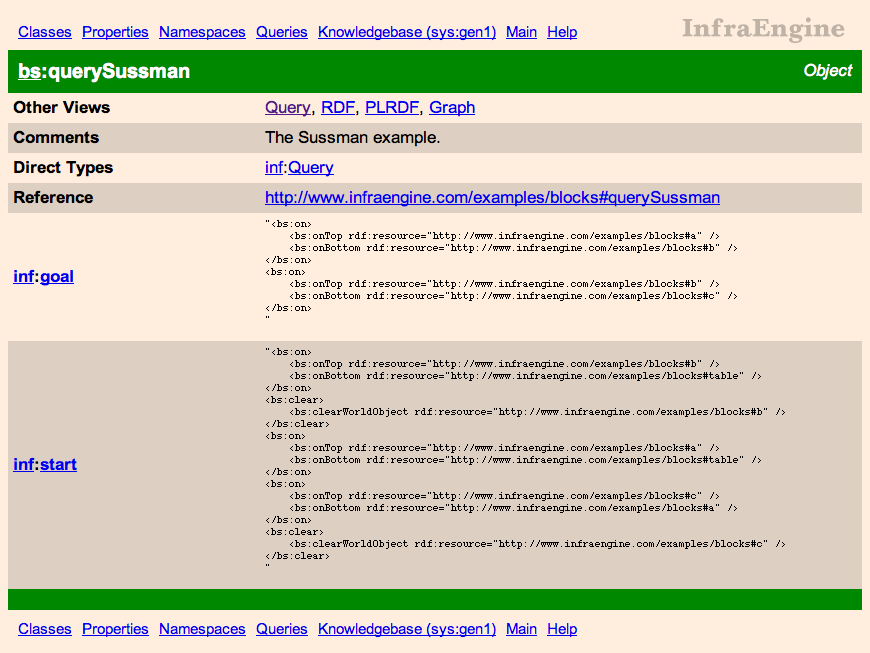 Classes Properties Namespaces Queries Knowledgebase (sys:gen1) Main Help InfraEngine
bs:querySussman Object
Other Views Query, RDF, PLRDF, Graph
Comments The Sussman example.
Direct Types inf:Query
Reference http://www.infraengine.com/examples/blocks#querySussman
inf:goal
"<bs:on>
<bs:onTop rdf:resource="http://www.infraengine.com/examples/blocks#a" />
<bs:onBottom rdf:resource="http://www.infraengine.com/examples/blocks#b" />
</bs:on>
<bs:on>
<bs:onTop rdf:resource="http://www.infraengine.com/examples/blocks#b" />
<bs:onBottom rdf:resource="http://www.infraengine.com/examples/blocks#c" />
</bs:on>
"
inf:start
"<bs:on>
<bs:onTop rdf:resource="http://www.infraengine.com/examples/blocks#b" />
<bs:onBottom rdf:resource="http://www.infraengine.com/examples/blocks#table" />
</bs:on>
<bs:clear>
<bs:clearWorldObject rdf:resource="http://www.infraengine.com/examples/blocks#b" />
</bs:clear>
<bs:on>
<bs:onTop rdf:resource="http://www.infraengine.com/examples/blocks#a" />
<bs:onBottom rdf:resource="http://www.infraengine.com/examples/blocks#table" />
</bs:on>
<bs:on>
<bs:onTop rdf:resource="http://www.infraengine.com/examples/blocks#c" />
<bs:onBottom rdf:resource="http://www.infraengine.com/examples/blocks#a" />
</bs:on>
<bs:clear>
<bs:clearWorldObject rdf:resource="http://www.infraengine.com/examples/blocks#c" />
</bs:clear>
"
Classes Properties Namespaces Queries Knowledgebase (sys:gen1) Main Help